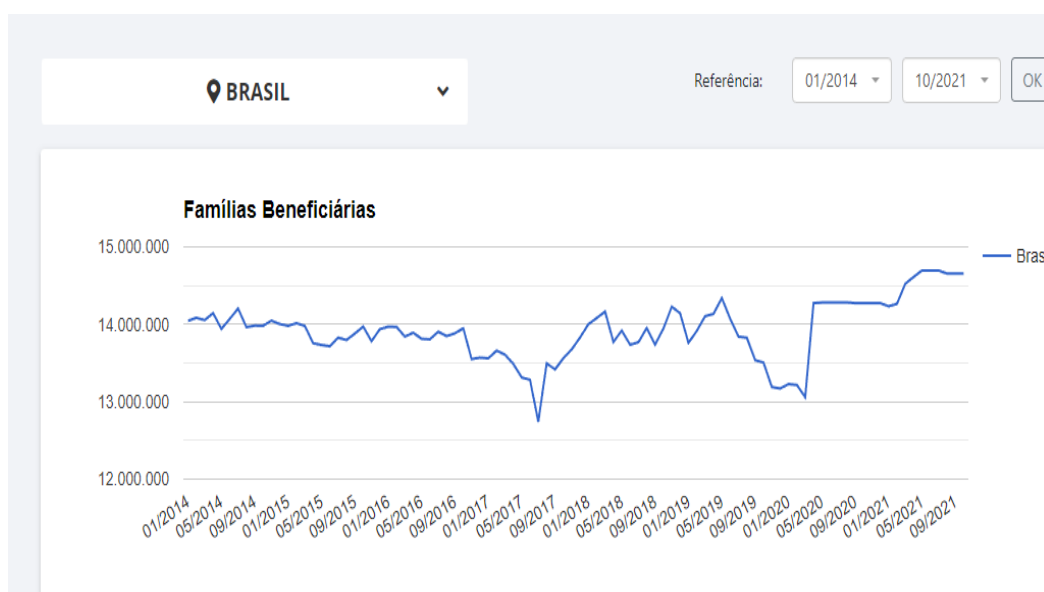 BRASIL
Referência: 01/2014 10/2021 OK
Famílias Beneficiárias
15.000.000
14.000.000
13.000.000
12.000.000
Bras
01/2014 05/2014 09/2014 01/2015 05/2015 09/2015 01/2016 05/2016 09/2016 01/2017 05/2017 09/2017 01/2018 05/2018 09/2018 01/2019 05/2019 09/2019 01/2020 05/2020 09/2020 01/2021 05/2021 09/2021